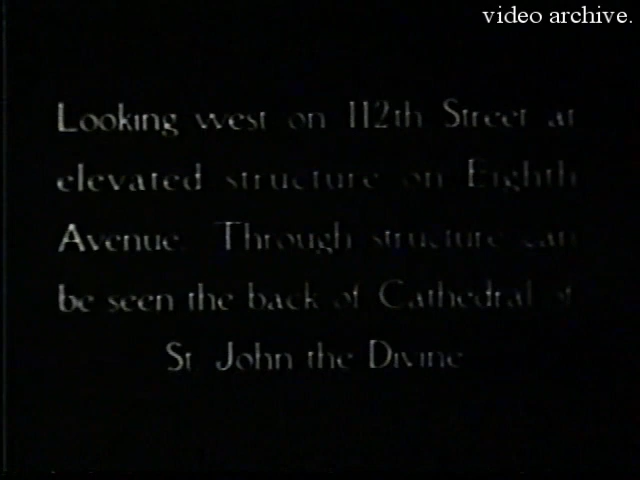 video archive.
Looking west on 112th Street at
elevated structure on Eighth
Avenue. Through structure can
be seen the back of Cathedral of
St. John the Divine